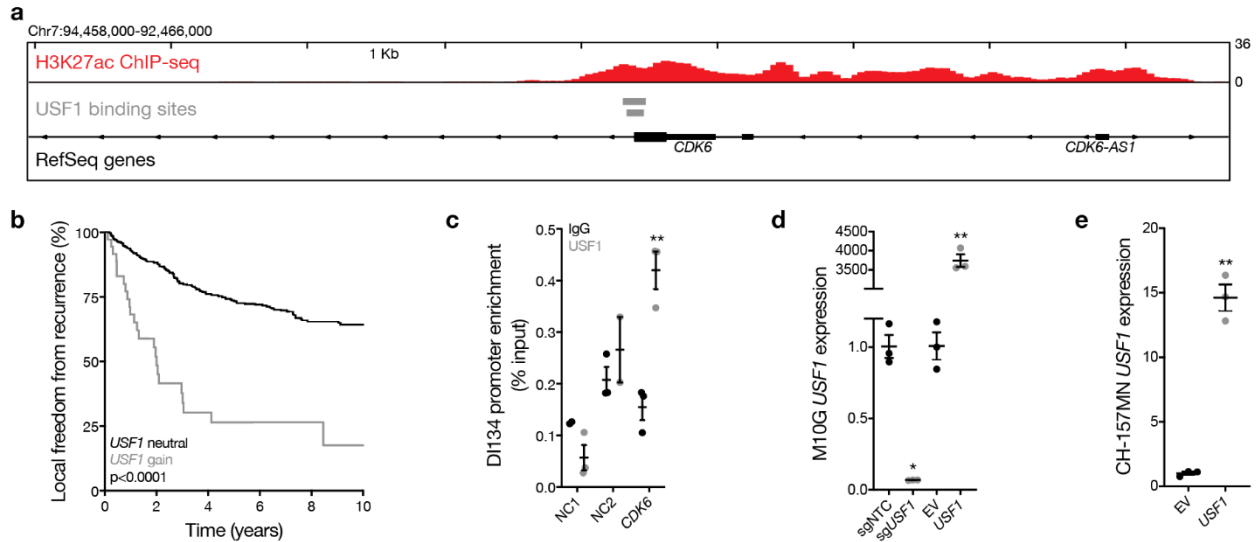 a
Chr7:94,458,000-92,466,000
1 Kb
36
H3K27ac ChIP-seq
0
USF1 binding sites
CDK6
CDK6-AS1
RefSeq genes
b
Local freedom from recurrence (%)
100
75
50
25
0
USF1 neutral
USF1 gain
p<0.0001
0 2 4 6 8 10
Time (years)
c
DI134 promoter enrichment
(% input)
0.5
0.4
0.3
0.2
0.1
0.0
IgG
USF1
**
NC1 NC2 CDK6
d
M10G USF1 expression
4500
4000
3500
1.0
0.5
0.0
**
*
sgNTC sgUSF1 EV USF1
e
CH-157MN USF1 expression
20
15
10
5
0
**
EV USF1